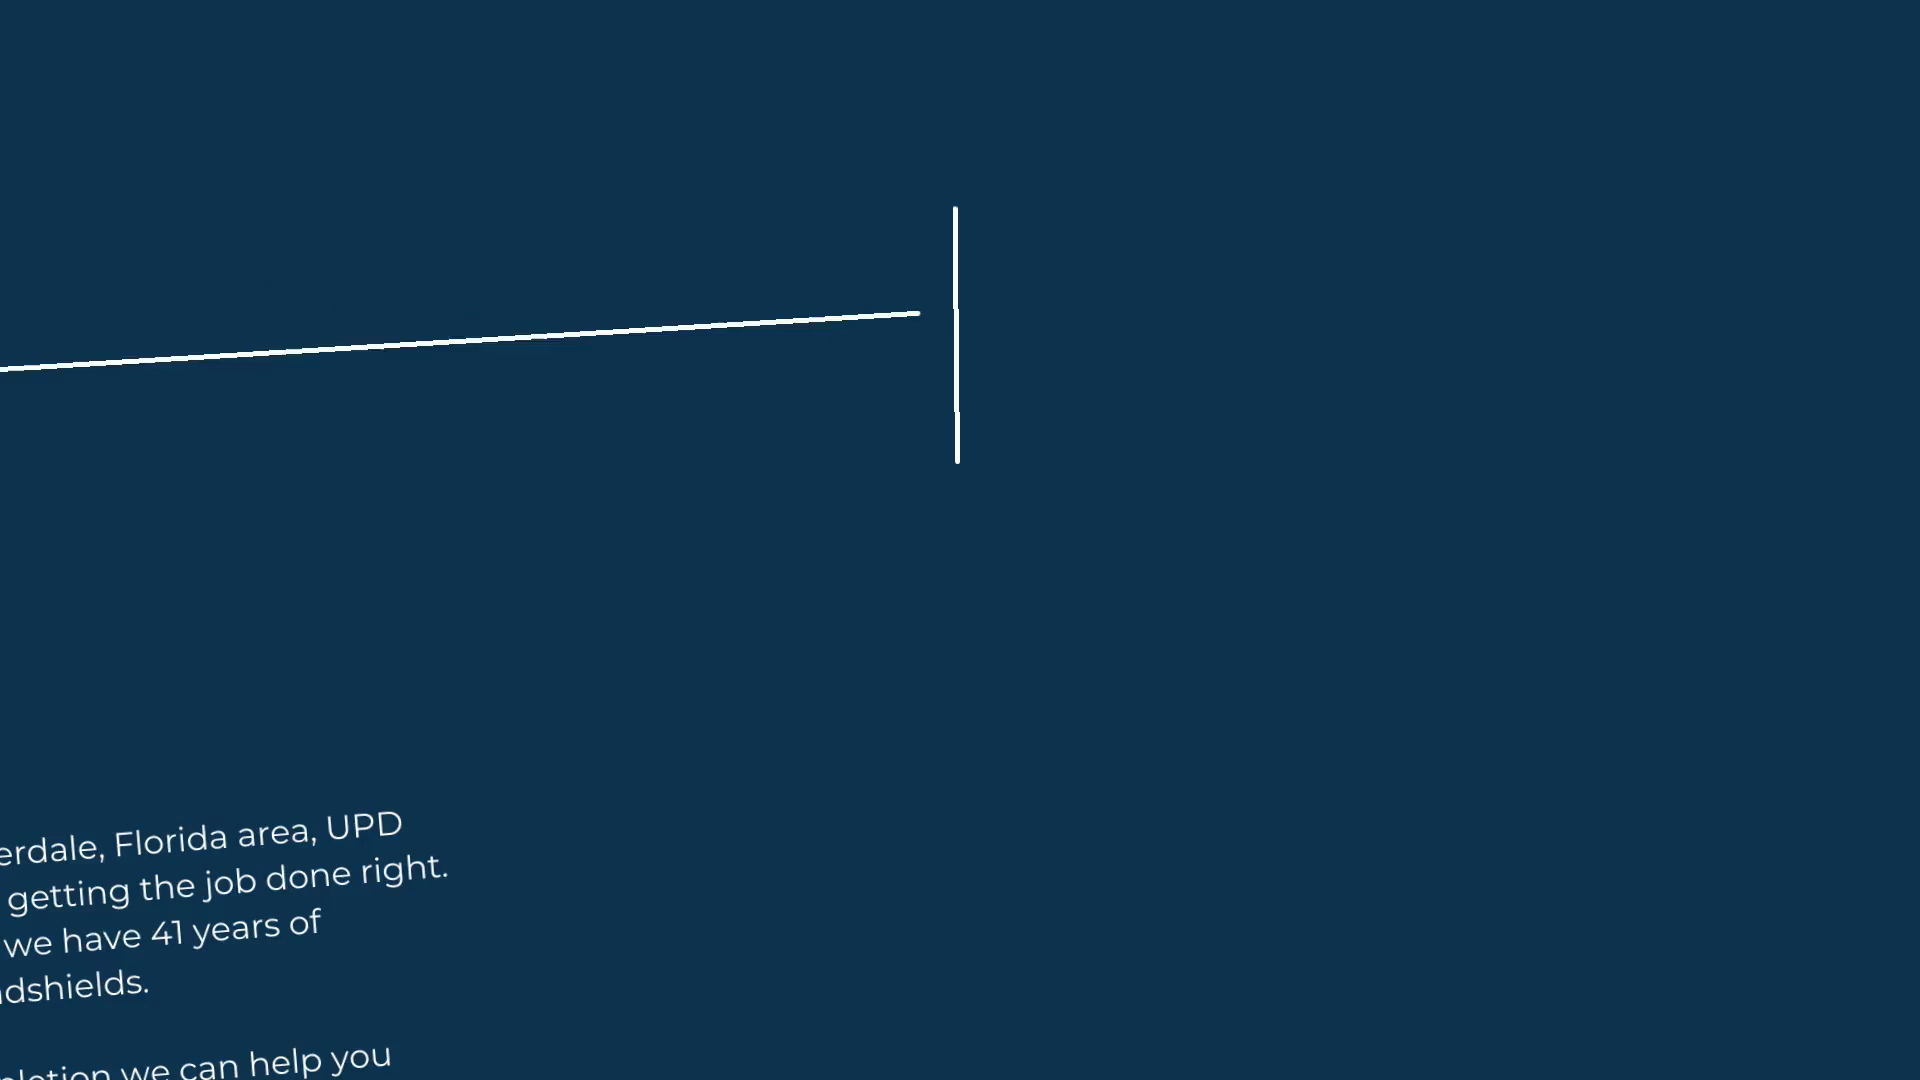 erdale, Florida area, UPD
getting the job done right.
we have 41 years of
dshields.
we can help you